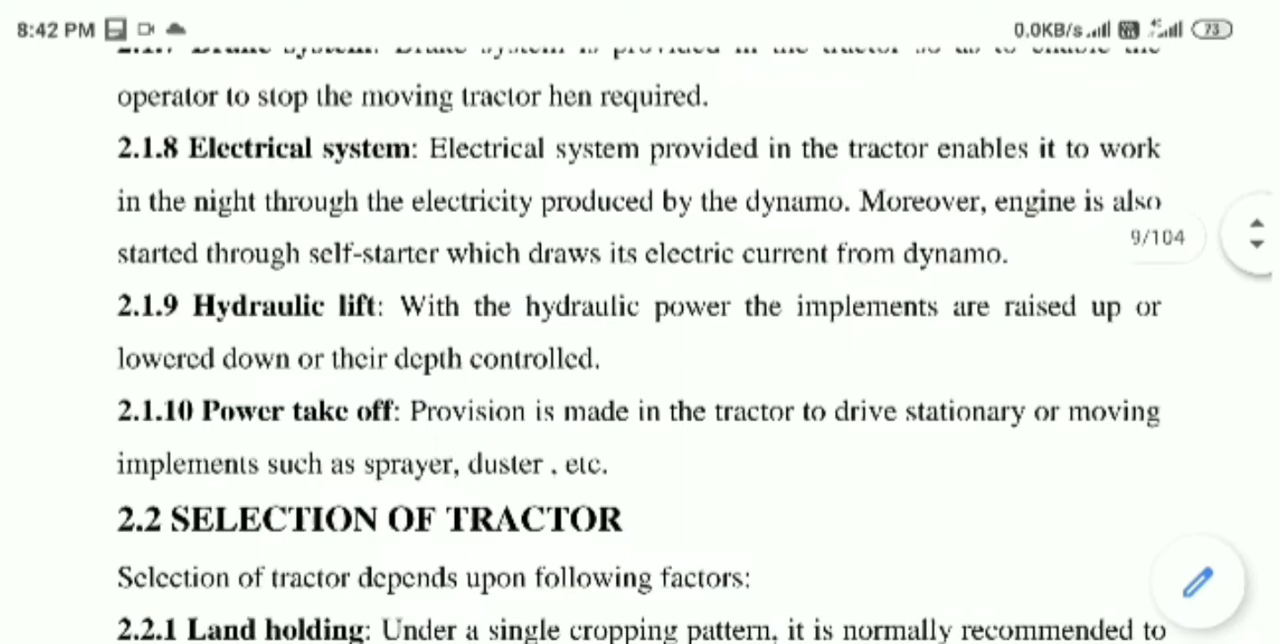 8:42 PM
0.0KB/s 4G 73
operator to stop the moving tractor hen required.
2.1.8 Electrical system: Electrical system provided in the tractor enables it to work
in the night through the electricity produced by the dynamo. Moreover, engine is also
9/104
started through self-starter which draws its electric current from dynamo.
2.1.9 Hydraulic lift: With the hydraulic power the implements are raised up or
lowered down or their depth controlled.
2.1.10 Power take off: Provision is made in the tractor to drive stationary or moving
implements such as sprayer, duster . etc.
2.2 SELECTION OF TRACTOR
Selection of tractor depends upon following factors:
2.2.1 Land holding: Under a single cropping pattern, it is normally recommended to